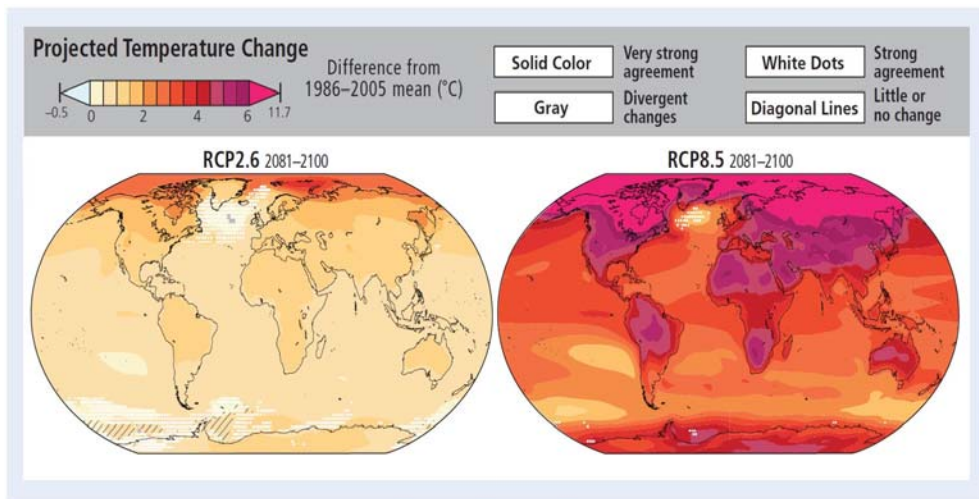 Projected Temperature Change
−0.5 0 2 4 6 11.7
Difference from
1986–2005 mean (°C)
Solid Color
Very strong
agreement
White Dots
Strong
agreement
Gray
Divergent
changes
Diagonal Lines
Little or
no change
RCP2.6 2081–2100
RCP8.5 2081–2100